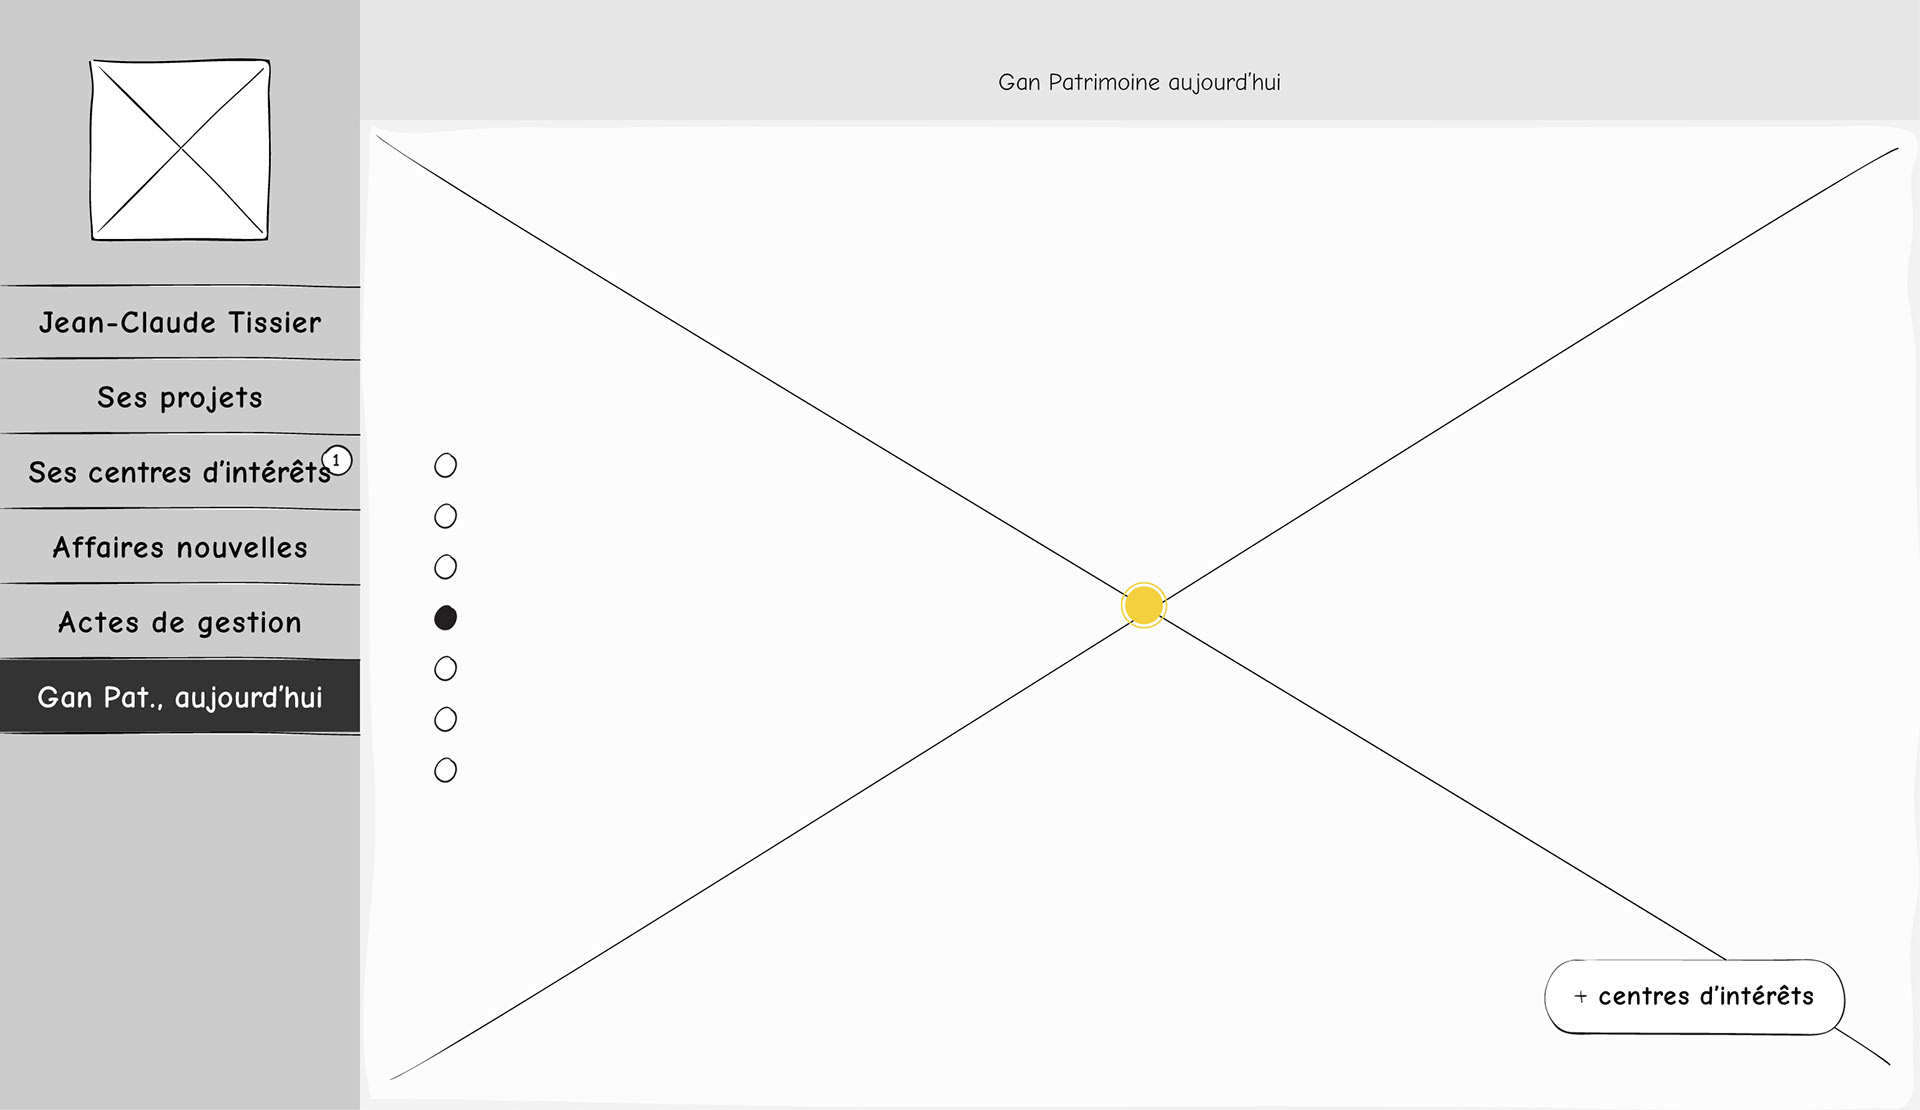 Gan Patrimoine aujourd'hui
Jean-Claude Tissier
Ses projets
Ses centres d'intérêts
1
Affaires nouvelles
Actes de gestion
Gan Pat., aujourd'hui
+ centres d'intérêts